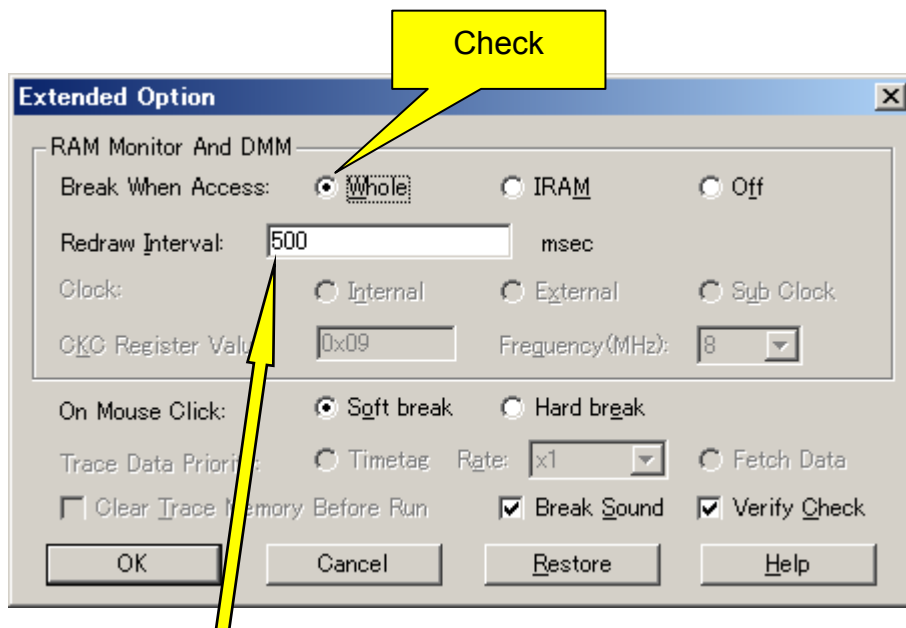 Check
Extended Option
RAM Monitor And DMM
Break When Access: Whole IRAM Off
Redraw Interval: 500 msec
Clock: Internal External Sub Clock
CKC Register Valu 0x09 Frequency(MHz): 8
On Mouse Click: Soft break Hard break
Trace Data Priority: Timetag Rate: x1 Fetch Data
Clear Trace Memory Before Run Break Sound Verify Check
OK Cancel Restore Help